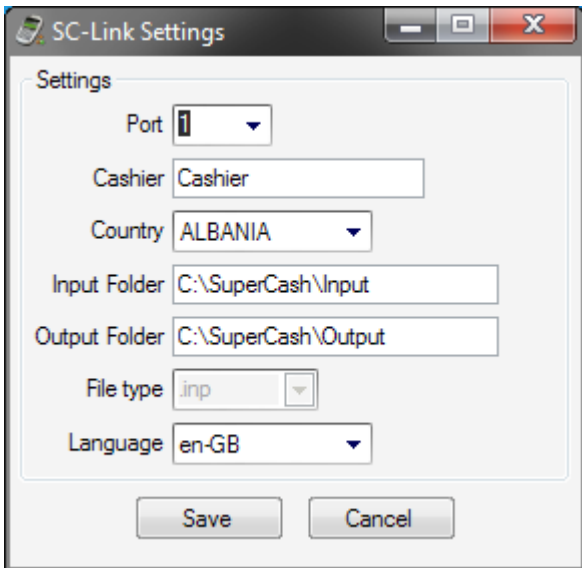 SC-Link Settings
Settings
Port 1
Cashier Cashier
Country ALBANIA
Input Folder C:\SuperCash\Input
Output Folder C:\SuperCash\Output
File type .inp
Language en-GB
Save Cancel